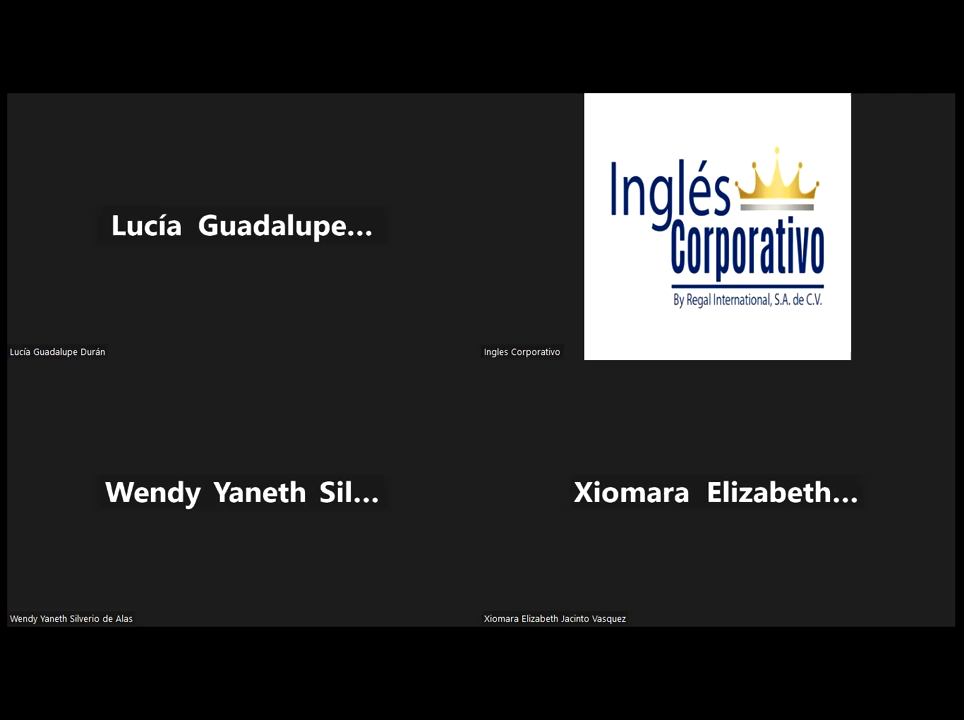 Lucía Guadalupe...
Lucía Guadalupe Durán
Inglés
Corporativo
By Regal International, S.A. de C.V.
Ingles Corporativo
Wendy Yaneth Sil...
Wendy Yaneth Silverio de Alas
Xiomara Elizabeth...
Xiomara Elizabeth Jacinto Vasquez